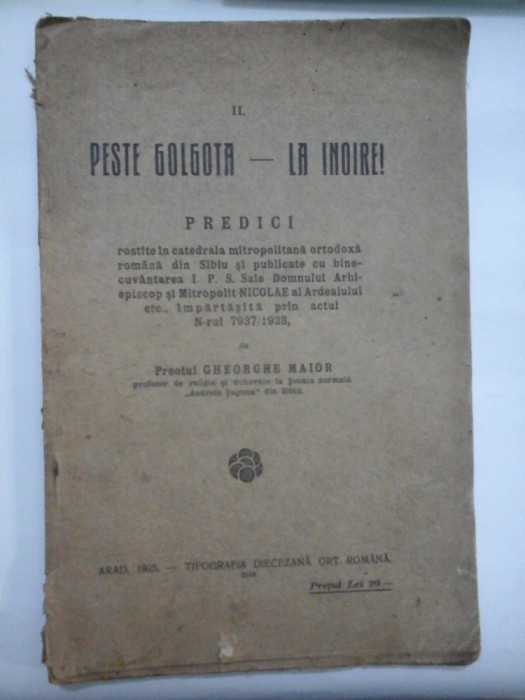 II.
PESTE GOLGOTA — LA INOIRE!
PREDICI
rostite în catedrala mitropolitană ortodoxă
română din Sibiu și publicate cu bine-
cuvântarea I. P. S. Sale Domnului Arhi-
episcop și Mitropolit NICOLAE al Ardealului
etc., împărtășită prin actul
N-rul 7937/1923,
de
Preotul GHEORGHE MAIOR
profesor de religie și la Școala normală
„Andreiu Șaguna" din Sibiu.
ARAD, 1925. — TIPOGRAFIA DIECEZANĂ ORT. ROMÂNĂ.
Prețul Lei 20—